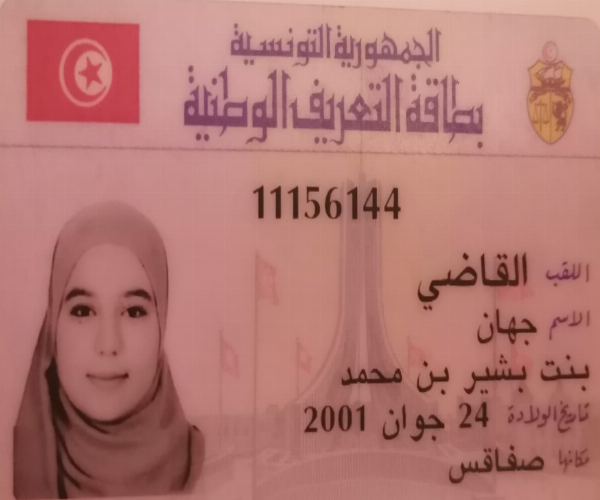 الجمهورية التونسية
بطاقة التعريف الوطنية
11156144
اللقب القاضي
الاسم جهان
بنت بشير بن محمد
تاريخ الولادة 24 جوان 2001
مكانها صفاقس